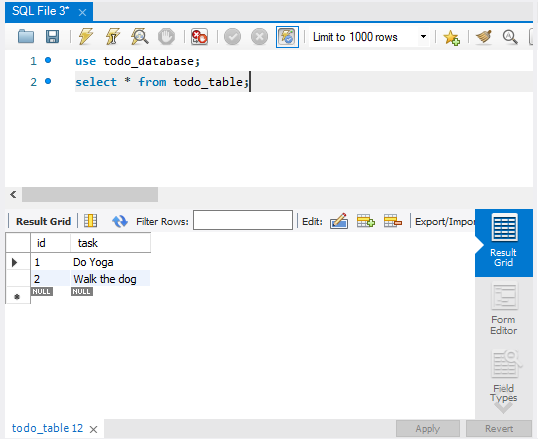 SQL File 3*
Limit to 1000 rows
1 use todo_database;
2 select * from todo_table;
Result Grid Filter Rows: Edit: Export/Impor
id task
1 Do Yoga
2 Walk the dog
NULL NULL
Result
Grid
Form
Editor
Field
Types
todo_table 12
Apply Revert